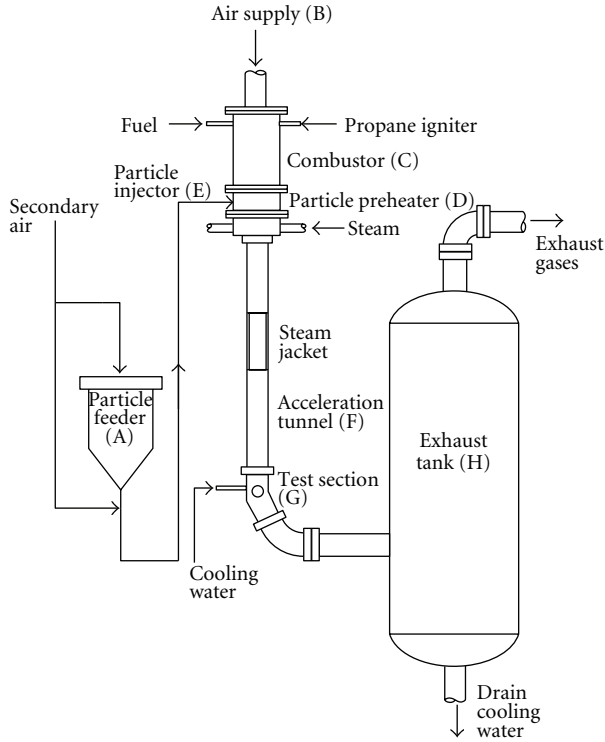 Air supply (B)
Fuel
Propane igniter
Combustor (C)
Particle
injector (E)
Particle preheater (D)
Secondary
air
Steam
Exhaust
gases
Steam
jacket
Particle
feeder
(A)
Acceleration
tunnel (F)
Exhaust
tank (H)
Test section
(G)
Cooling
water
Drain
cooling
water